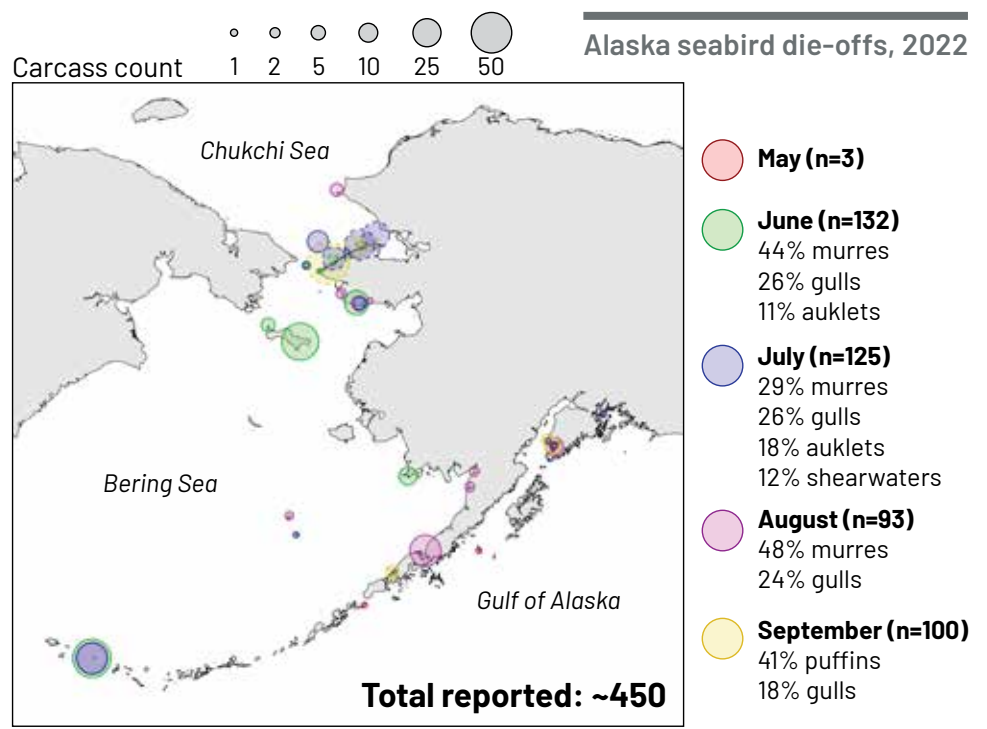 Alaska seabird die-offs, 2022
Carcass count
1 2 5 10 25 50
Chukchi Sea
Bering Sea
Gulf of Alaska
Total reported: ~450
May (n=3)
June (n=132)
44% murres
26% gulls
11% auklets
July (n=125)
29% murres
26% gulls
18% auklets
12% shearwaters
August (n=93)
48% murres
24% gulls
September (n=100)
41% puffins
18% gulls